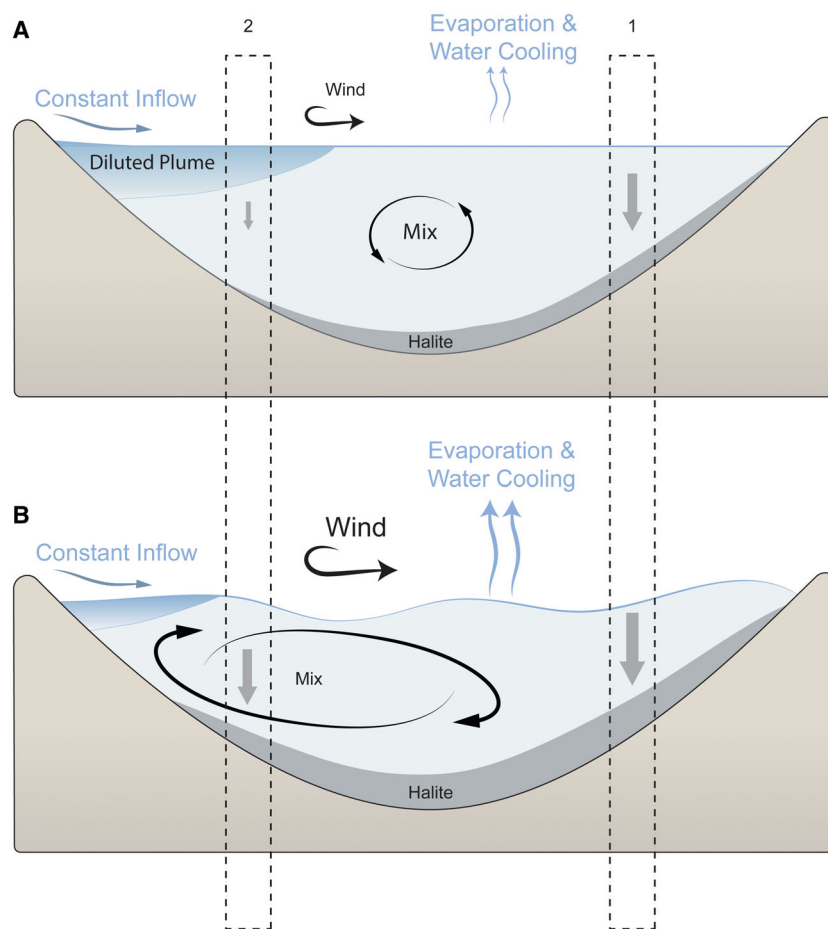 A
2
Evaporation &
Water Cooling
1
Constant Inflow
Wind
Diluted Plume
Mix
Halite
B
Evaporation &
Water Cooling
Wind
Constant Inflow
Mix
Halite